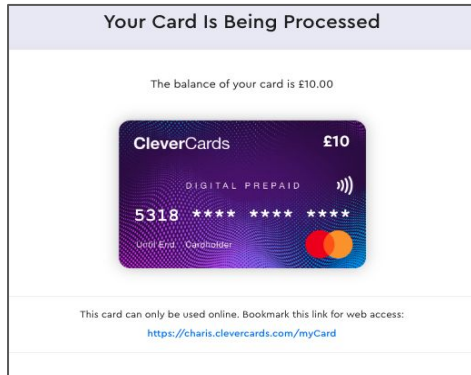 Your Card Is Being Processed
The balance of your card is £10.00
CleverCards £10
DIGITAL PREPAID
5318 **** **** ****
Until End Cardholder
This card can only be used online. Bookmark this link for web access:
https://charis.clevercards.com/myCard